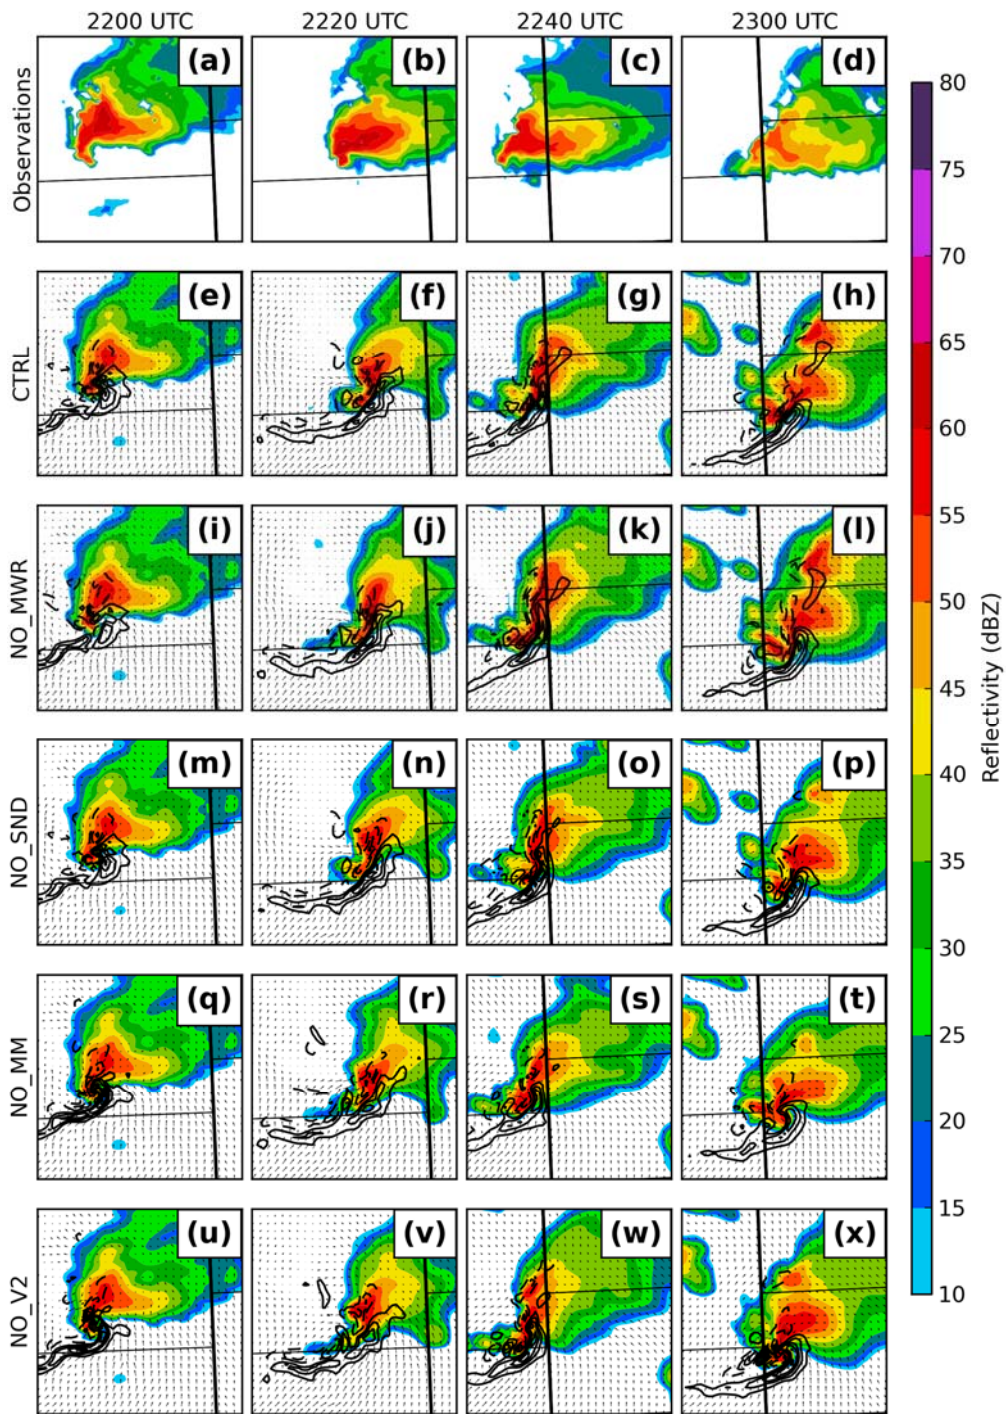 2200 UTC 2220 UTC 2240 UTC 2300 UTC
Observations (a) (b) (c) (d)
CTRL (e) (f) (g) (h)
NO_MWR (i) (j) (k) (l)
NO_SND (m) (n) (o) (p)
NO_MM (q) (r) (s) (t)
NO_V2 (u) (v) (w) (x)
80
75
70
65
60
55
50
45
40
35
30
25
20
15
10
Reflectivity (dBZ)